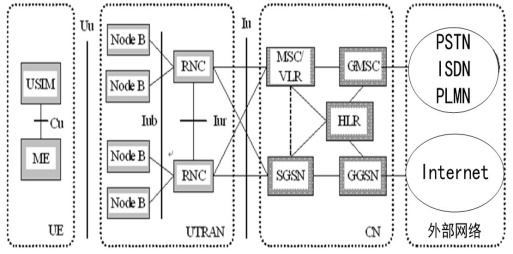 Uu
Iu
Node B
Node B
RNC
MSC/
VLR
GMSC
PSTN
ISDN
PLMN
USIM
Cu
ME
Iub
Iur
HLR
Node B
Node B
RNC
SGSN
GGSN
Internet
UE
UTRAN
CN
外部网络